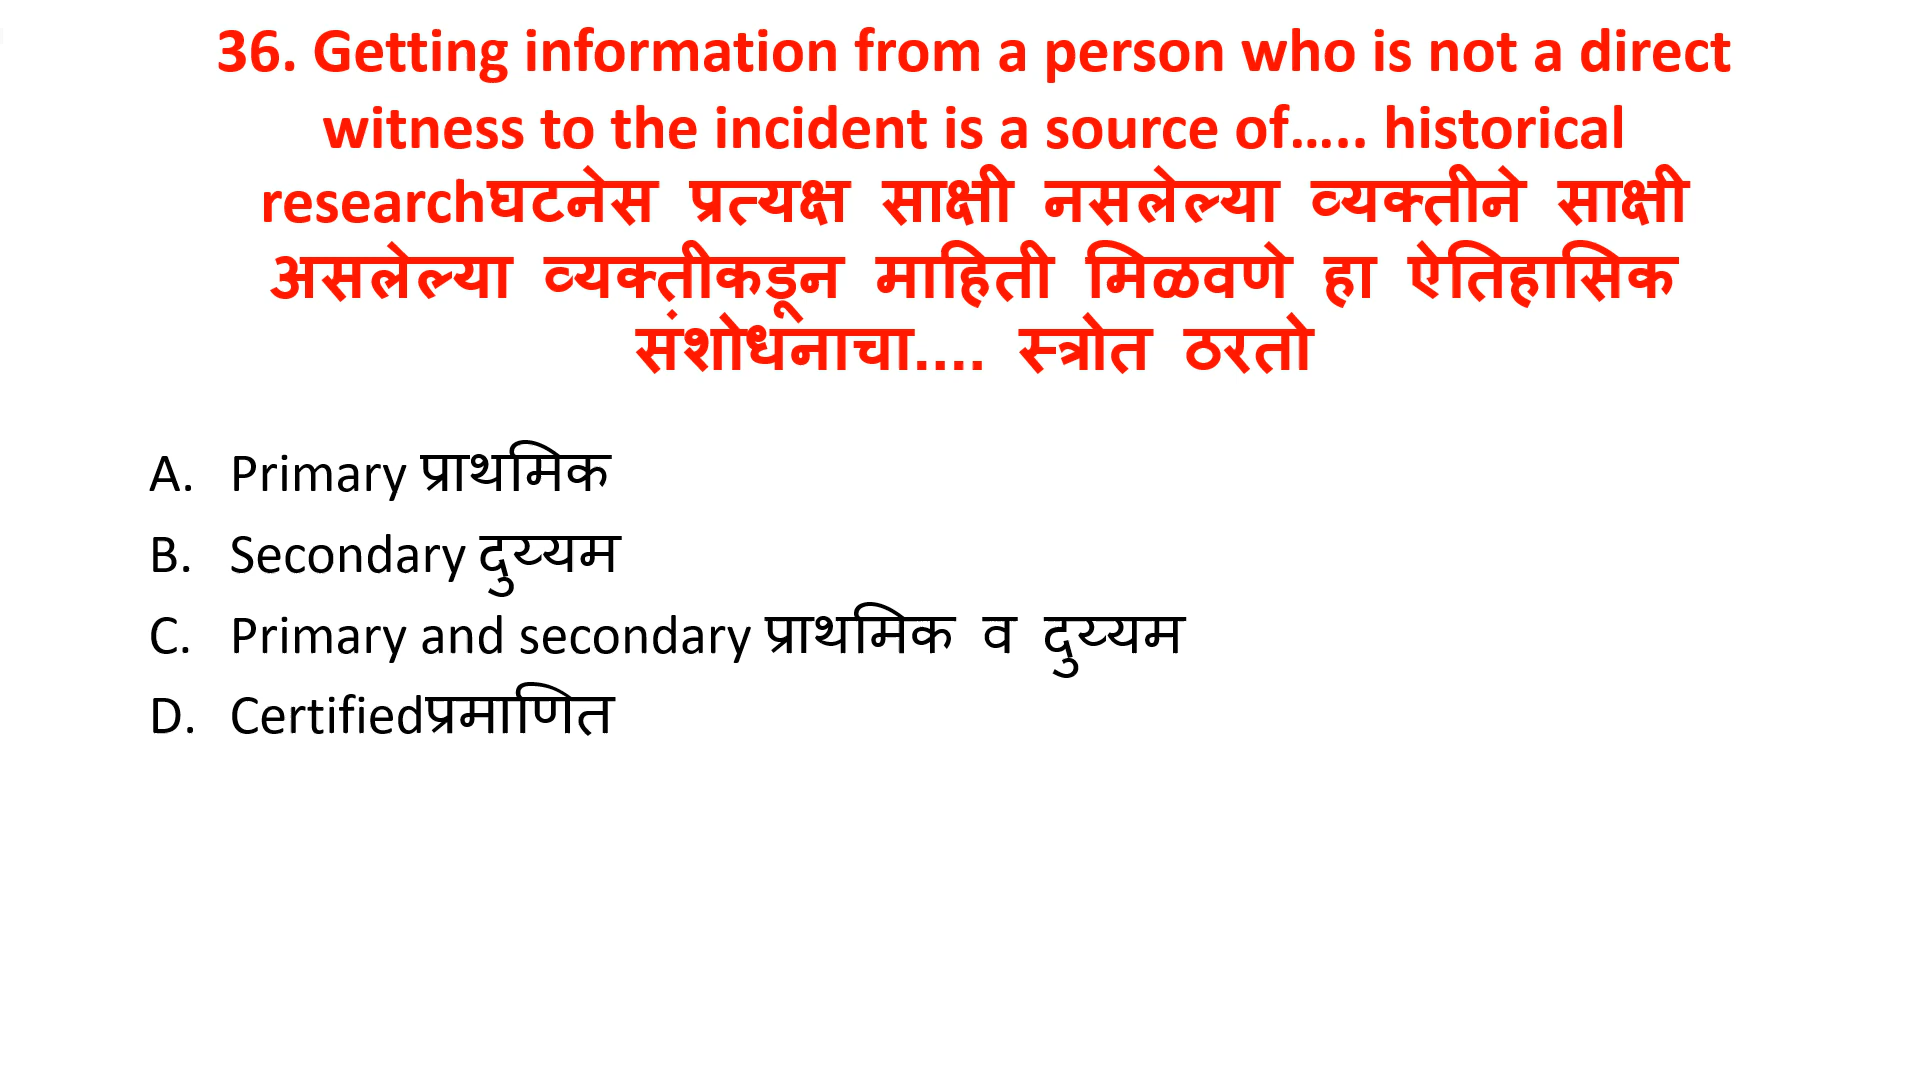 36. Getting information from a person who is not a direct
witness to the incident is a source of….. historical
researchघटनेस प्रत्यक्ष साक्षी नसलेल्या व्यक्तीने साक्षी
असलेल्या व्यक्तीकडून माहिती मिळवणे हा ऐतिहासिक
संशोधनाचा.... स्त्रोत ठरतो
A. Primary प्राथमिक
B. Secondary दुय्यम
C. Primary and secondary प्राथमिक व दुय्यम
D. Certifiedप्रमाणित